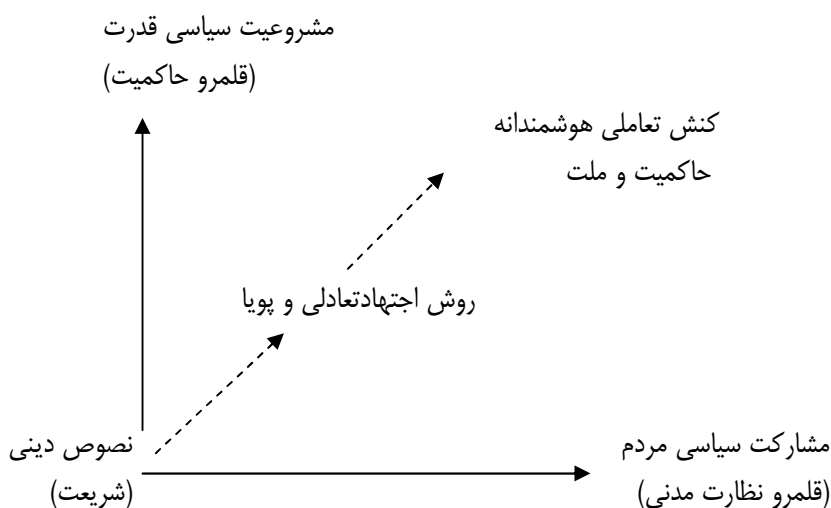 مشروعیت سیاسی قدرت
(قلمرو حاکمیت)
کنش تعاملی هوشمندانه
حاکمیت و ملت
روش اجتهادتعادلی و پویا
نصوص دینی
(شریعت)
مشارکت سیاسی مردم
(قلمرو نظارت مدنی)